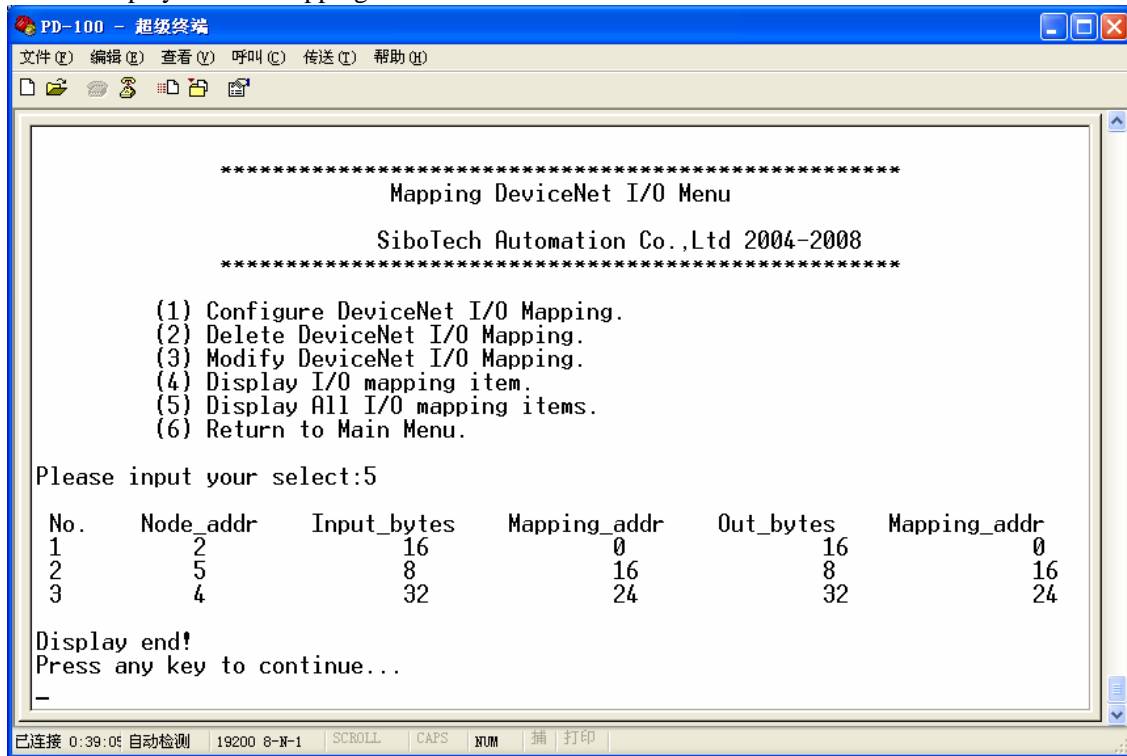 PD-100 - 超级终端
文件(F) 编辑(E) 查看(V) 呼叫(C) 传送(T) 帮助(H)
****************************************************
Mapping DeviceNet I/O Menu
SiboTech Automation Co.,Ltd 2004-2008
****************************************************
(1) Configure DeviceNet I/O Mapping.
(2) Delete DeviceNet I/O Mapping.
(3) Modify DeviceNet I/O Mapping.
(4) Display I/O mapping item.
(5) Display All I/O mapping items.
(6) Return to Main Menu.
Please input your select:5
No. Node_addr Input_bytes Mapping_addr Out_bytes Mapping_addr
1 2 16 0 16 0
2 5 8 16 8 16
3 4 32 24 32 24
Display end!
Press any key to continue...
_
已连接 0:39:05 自动检测 19200 8-N-1 SCROLL CAPS NUM 捕 打印